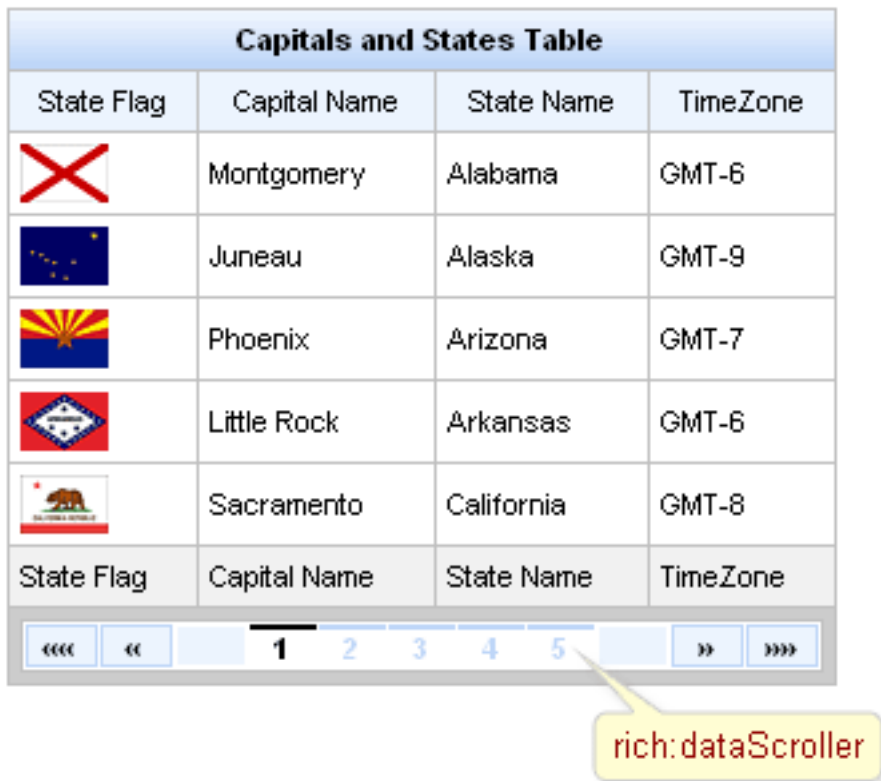 Capitals and States Table
State Flag Capital Name State Name TimeZone
Montgomery Alabama GMT-6
Juneau Alaska GMT-9
Phoenix Arizona GMT-7
Little Rock Arkansas GMT-6
Sacramento California GMT-8
State Flag Capital Name State Name TimeZone
«« « 1 2 3 4 5 » »»
rich:dataScroller